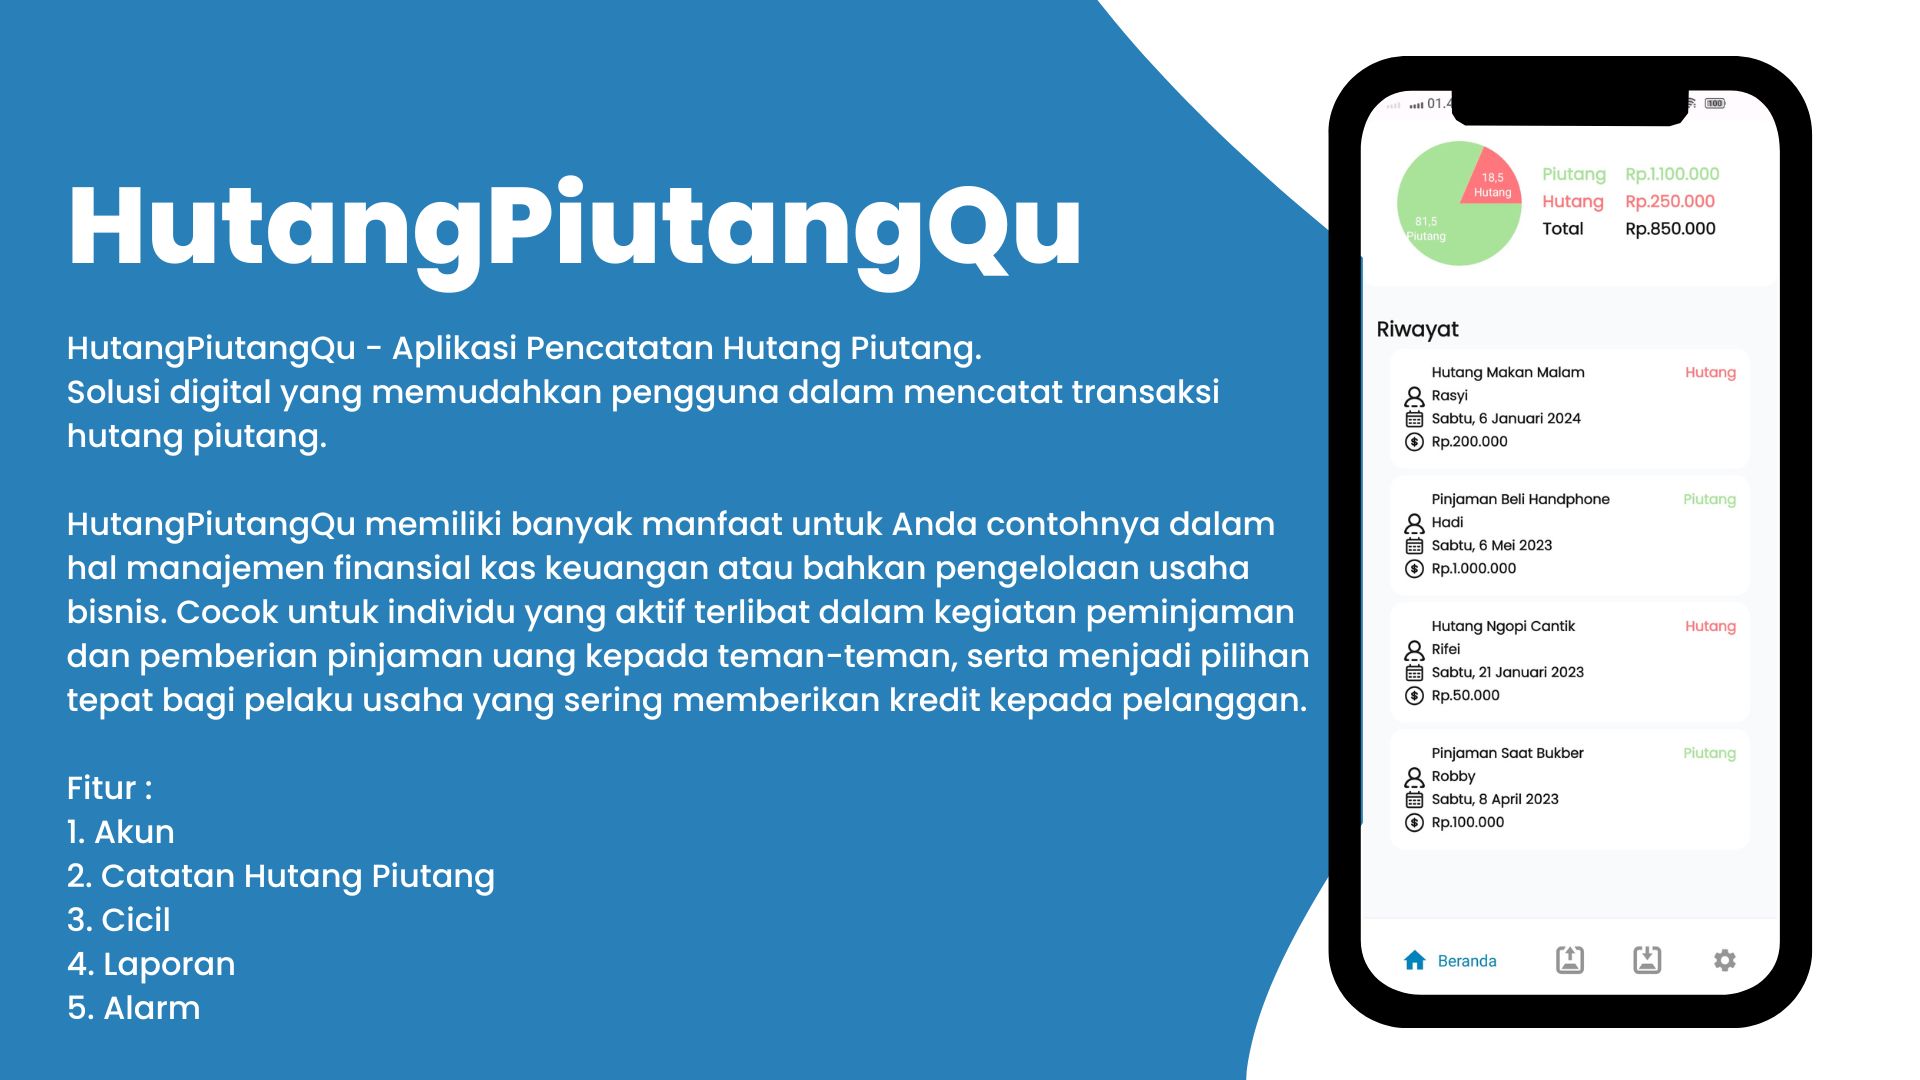 HutangPiutangQu
HutangPiutangQu - Aplikasi Pencatatan Hutang Piutang.
Solusi digital yang memudahkan pengguna dalam mencatat transaksi
hutang piutang.
HutangPiutangQu memiliki banyak manfaat untuk Anda contohnya dalam
hal manajemen finansial kas keuangan atau bahkan pengelolaan usaha
bisnis. Cocok untuk individu yang aktif terlibat dalam kegiatan peminjaman
dan pemberian pinjaman uang kepada teman-teman, serta menjadi pilihan
tepat bagi pelaku usaha yang sering memberikan kredit kepada pelanggan.
Fitur :
1. Akun
2. Catatan Hutang Piutang
3. Cicil
4. Laporan
5. Alarm
100
18,5
Hutang
81,5
Piutang
Piutang Rp.1.100.000
Hutang Rp.250.000
Total Rp.850.000
Riwayat
Hutang Makan Malam Hutang
Rasyi
Sabtu, 6 Januari 2024
Rp.200.000
Pinjaman Beli Handphone Piutang
Hadi
Sabtu, 6 Mei 2023
Rp.1.000.000
Hutang Ngopi Cantik Hutang
Rifei
Sabtu, 21 Januari 2023
Rp.50.000
Pinjaman Saat Bukber Piutang
Robby
Sabtu, 8 April 2023
Rp.100.000
Beranda